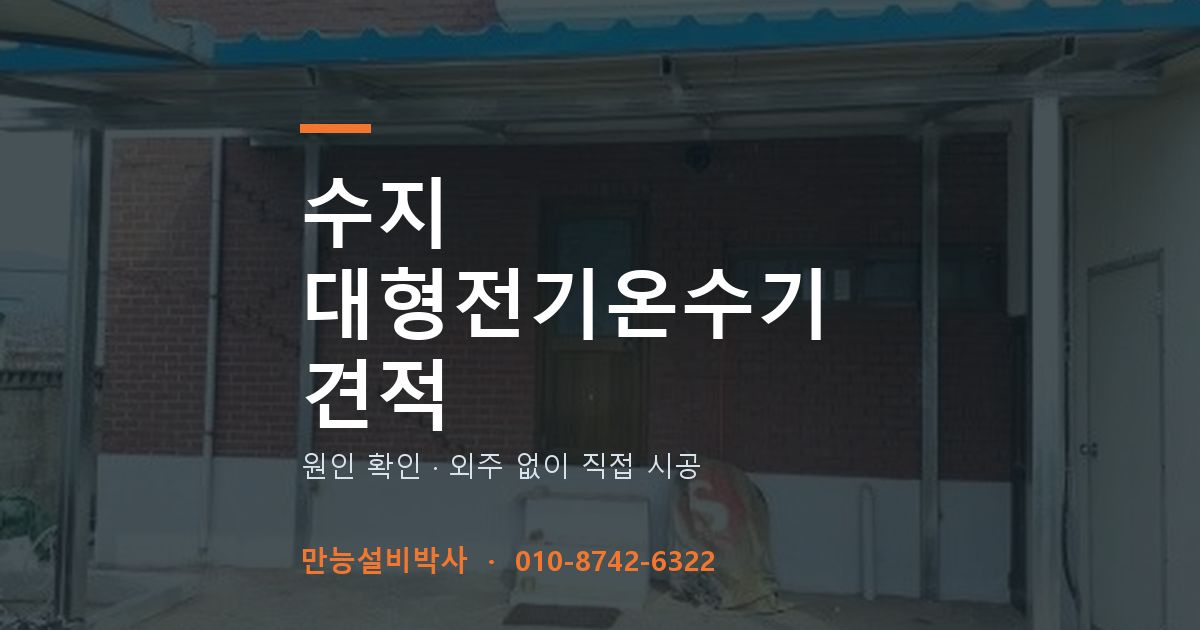 수지
대형전기온수기
견적
원인 확인 · 외주 없이 직접 시공
만능설비박사 · 010-8742-6322
S